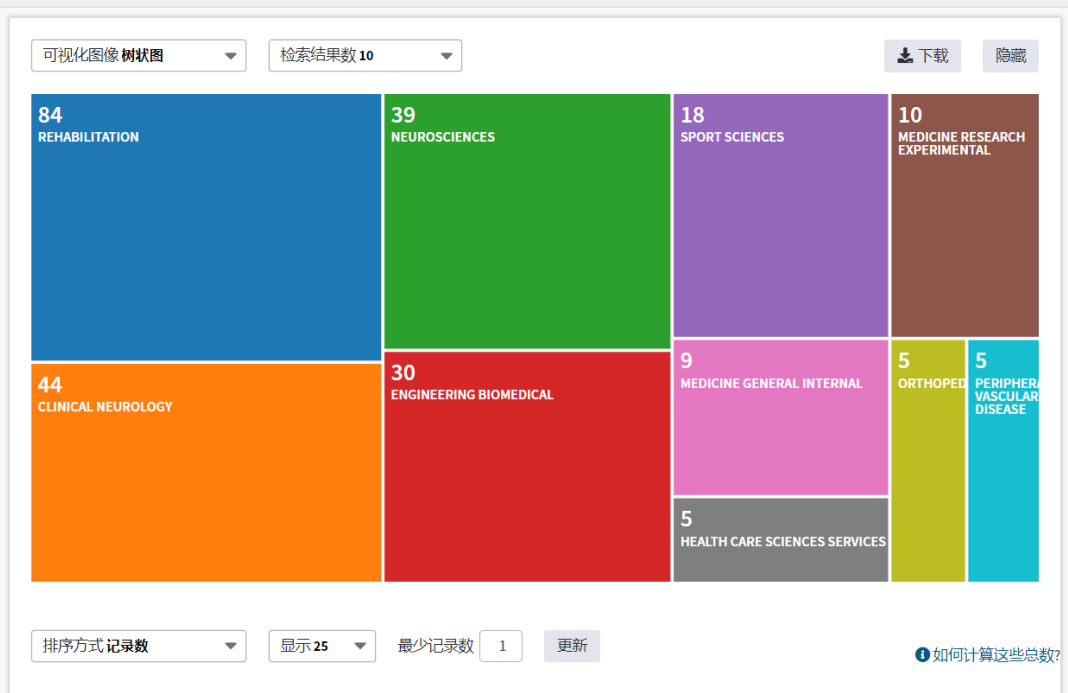 可视化图像 树状图
检索结果数 10
下载
隐藏
84
REHABILITATION
39
NEUROSCIENCES
18
SPORT SCIENCES
10
MEDICINE RESEARCH
EXPERIMENTAL
44
CLINICAL NEUROLOGY
30
ENGINEERING BIOMEDICAL
9
MEDICINE GENERAL INTERNAL
5
HEALTH CARE SCIENCES SERVICES
5
ORTHOPED
5
PERIPHERA
VASCULAR
DISEASE
排序方式 记录数
显示 25
最少记录数 1
更新
如何计算这些总数?